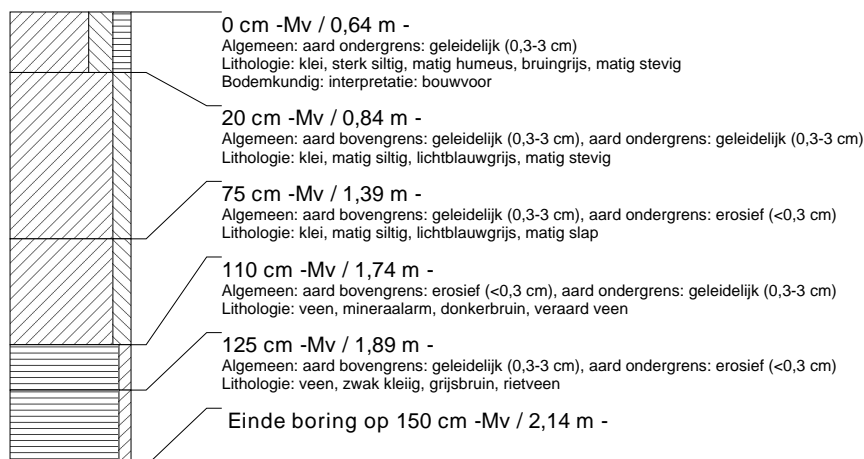 0 cm -Mv / 0,64 m -
Algemeen: aard ondergrens: geleidelijk (0,3-3 cm)
Lithologie: klei, sterk siltig, matig humeus, bruingrijs, matig stevig
Bodemkundig: interpretatie: bouwvoor
20 cm -Mv / 0,84 m -
Algemeen: aard bovengrens: geleidelijk (0,3-3 cm), aard ondergrens: geleidelijk (0,3-3 cm)
Lithologie: klei, matig siltig, lichtblauwgrijs, matig stevig
75 cm -Mv / 1,39 m -
Algemeen: aard bovengrens: geleidelijk (0,3-3 cm), aard ondergrens: erosief (<0,3 cm)
Lithologie: klei, matig siltig, lichtblauwgrijs, matig slap
110 cm -Mv / 1,74 m -
Algemeen: aard bovengrens: erosief (<0,3 cm), aard ondergrens: geleidelijk (0,3-3 cm)
Lithologie: veen, mineraalarm, donkerbruin, veraard veen
125 cm -Mv / 1,89 m -
Algemeen: aard bovengrens: geleidelijk (0,3-3 cm), aard ondergrens: erosief (<0,3 cm)
Lithologie: veen, zwak kleiig, grijsbruin, rietveen
Einde boring op 150 cm -Mv / 2,14 m -